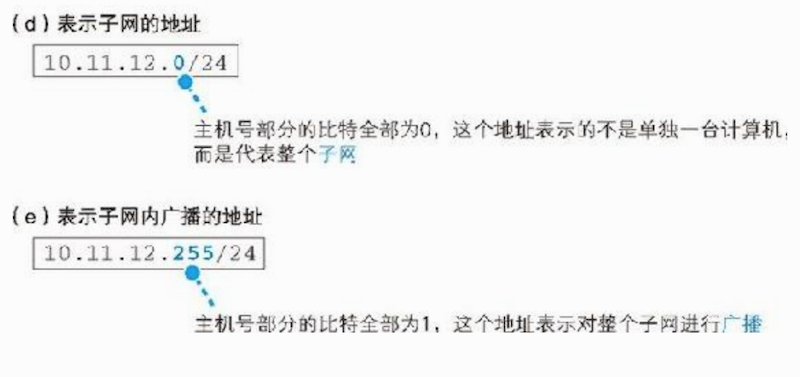 （d）表示子网的地址
10.11.12.0/24
主机号部分的比特全部为0，这个地址表示的不是单独一台计算机，
而是代表整个子网
（e）表示子网内广播的地址
10.11.12.255/24
主机号部分的比特全部为1，这个地址表示对整个子网进行广播